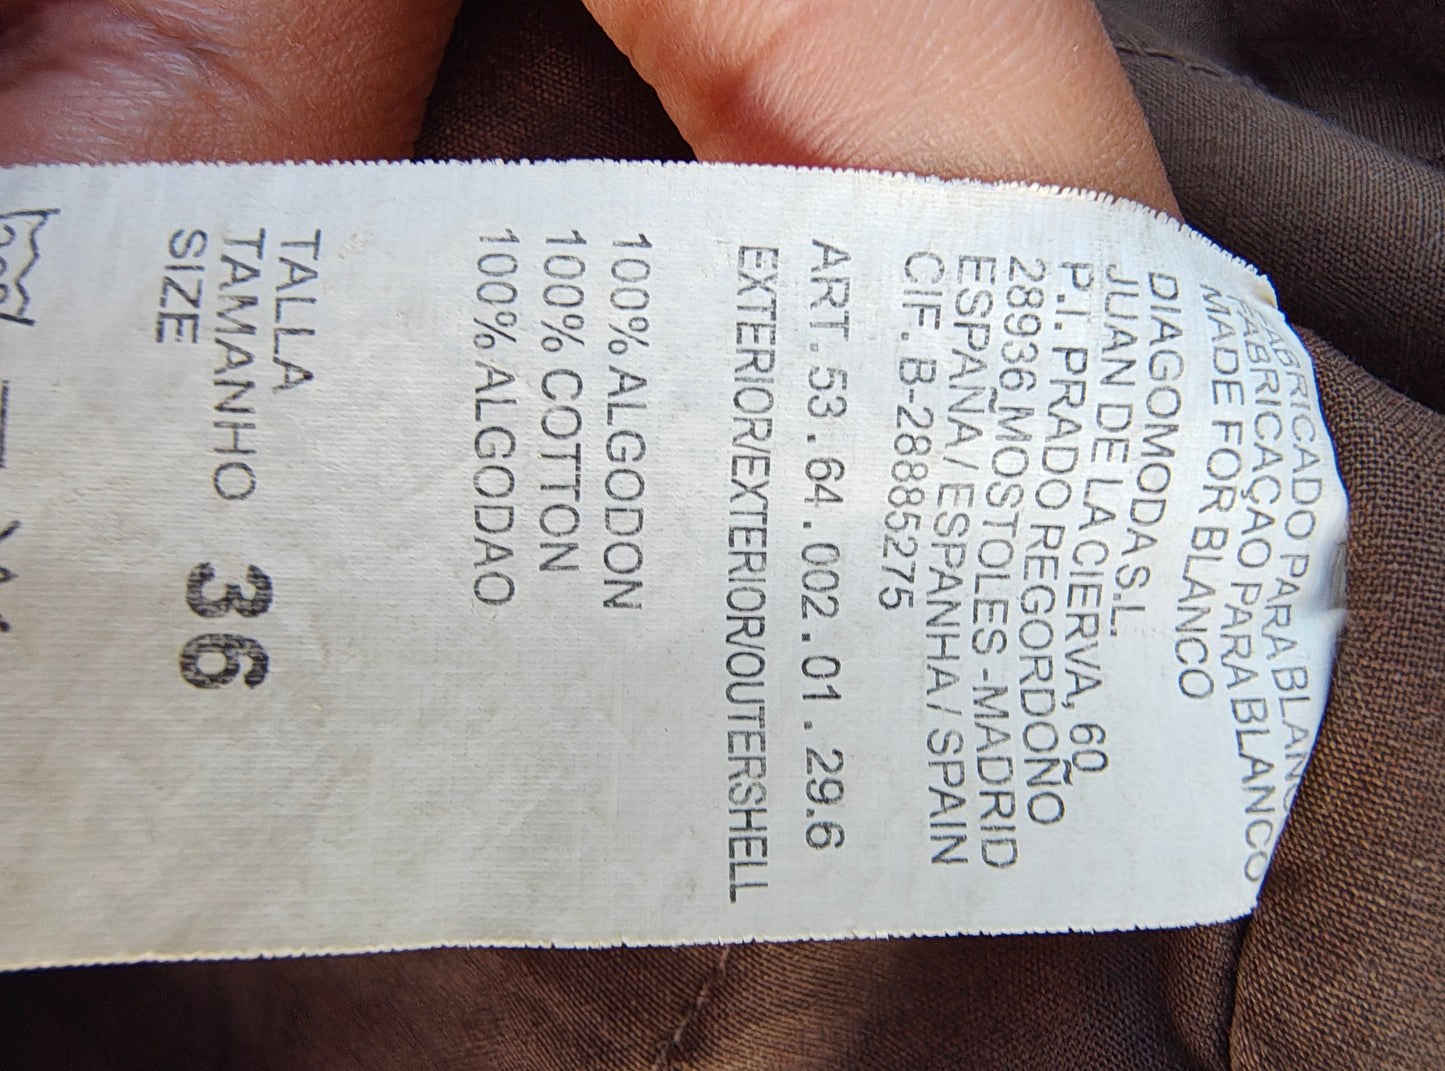 FABRICADO PARA BLANCO
FABRICAÇAO PARA BLANCO
MADE FOR BLANCO
DIAGOMODA S.L.
JUAN DE LA CIERVA, 60
P.I. PRADO REGORDOÑO
28936 MOSTOLES -MADRID
ESPAÑA / ESPANHA / SPAIN
CIF. B-28885275
ART.53.64.002.01.29.6
EXTERIOR/EXTERIOR/OUTERSHELL
100% ALGODON
100% COTTON
100% ALGODAO
TALLA
TAMANHO 36
SIZE